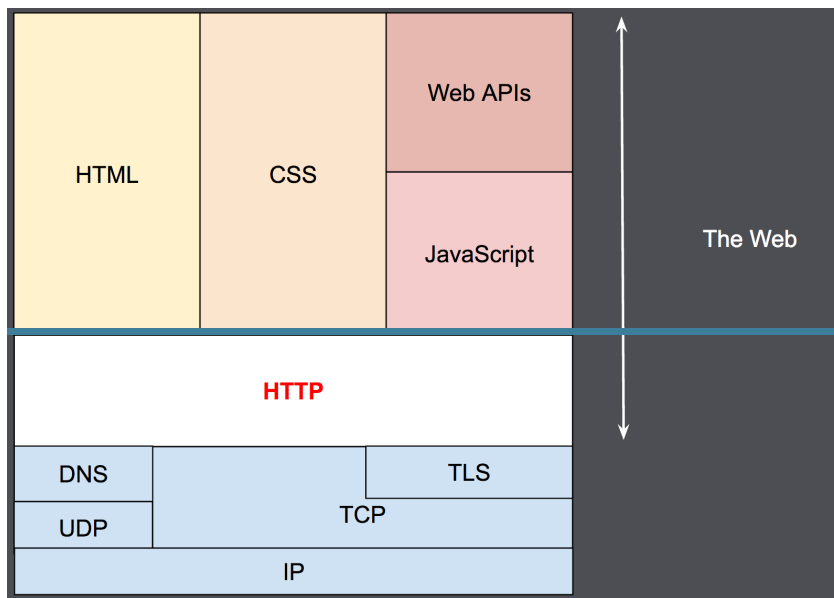 HTML
CSS
Web APIs
JavaScript
The Web
HTTP
DNS
TLS
TCP
UDP
IP